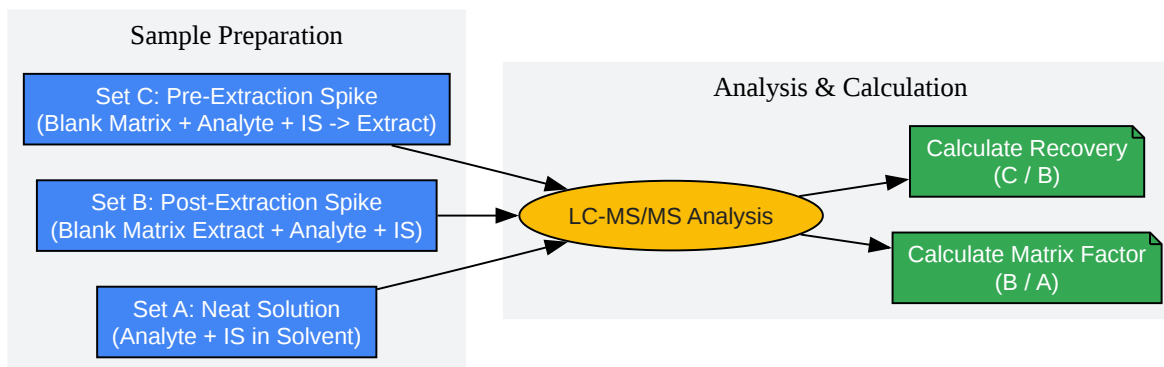 Sample Preparation
Set C: Pre-Extraction Spike
(Blank Matrix + Analyte + IS -> Extract)
Set B: Post-Extraction Spike
(Blank Matrix Extract + Analyte + IS)
Set A: Neat Solution
(Analyte + IS in Solvent)
Analysis & Calculation
LC-MS/MS Analysis
Calculate Recovery
(C / B)
Calculate Matrix Factor
(B / A)